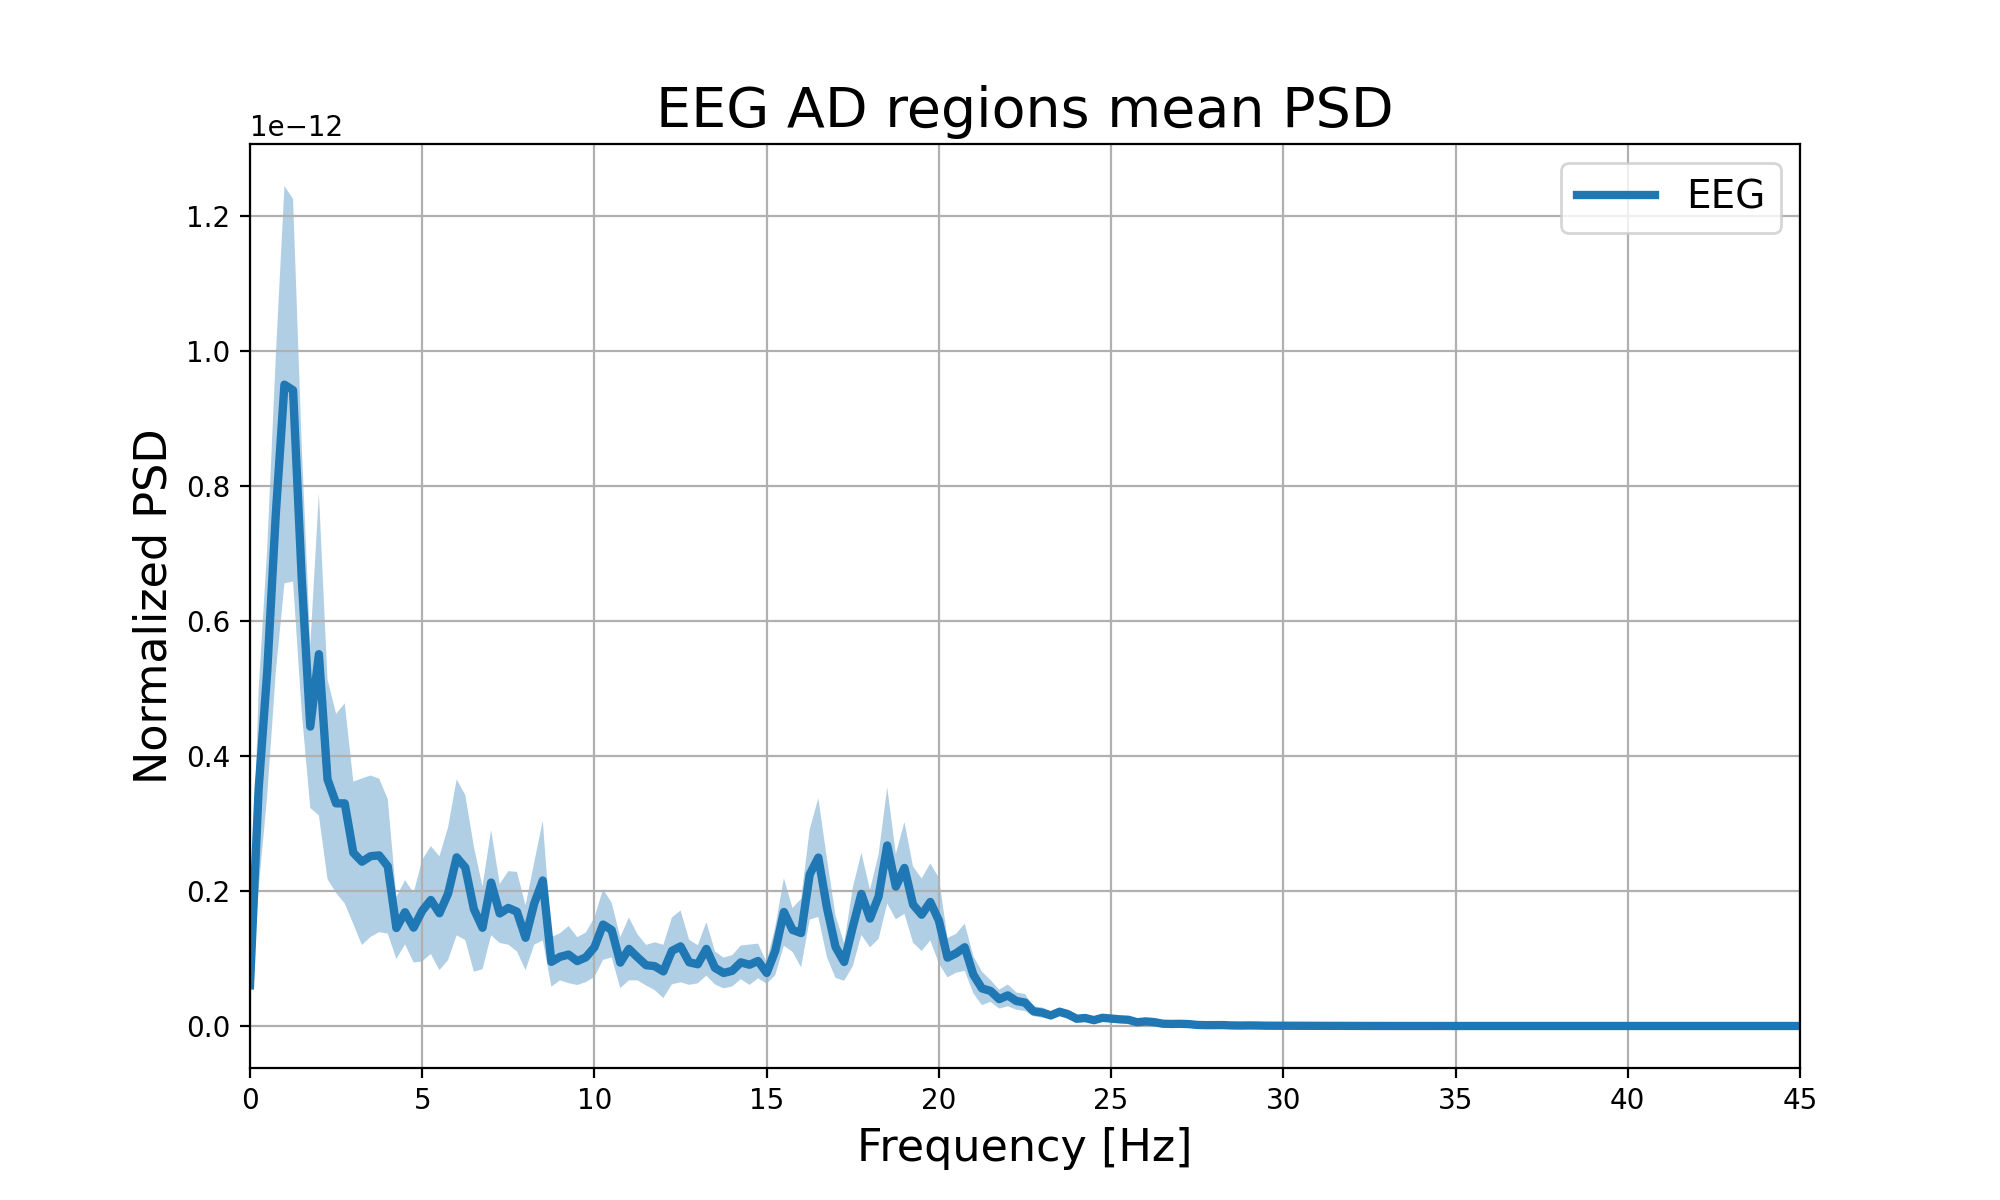 EEG AD regions mean PSD
1e−12
EEG
1.2
1.0
0.8
0.6
0.4
0.2
0.0
Normalized PSD
0 5 10 15 20 25 30 35 40 45
Frequency [Hz]